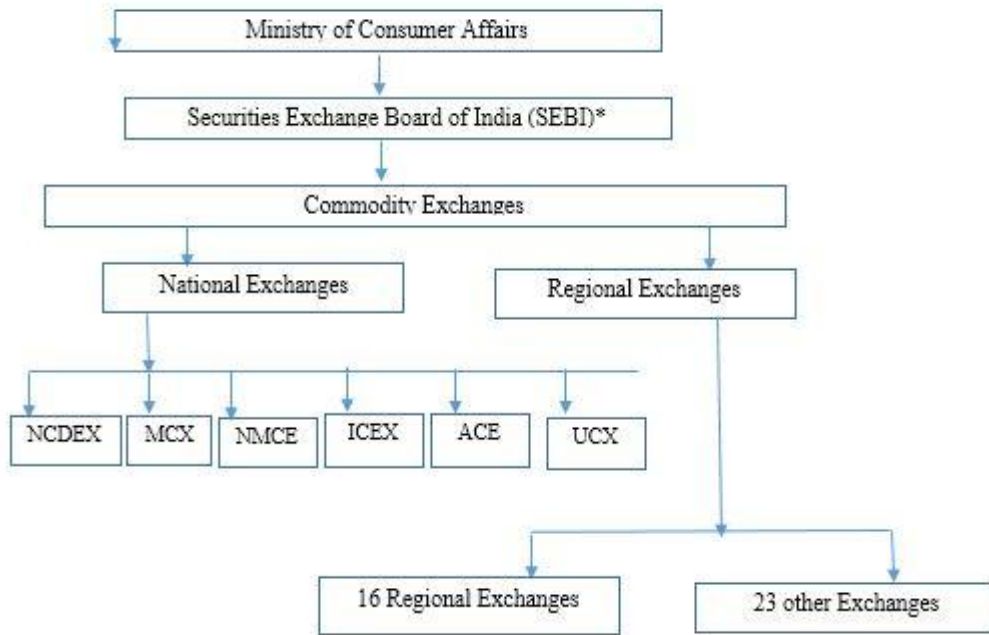 Ministry of Consumer Affairs
Securities Exchange Board of India (SEBI)*
Commodity Exchanges
National Exchanges
Regional Exchanges
NCDEX
MCX
NMCE
ICEX
ACE
UCX
16 Regional Exchanges
23 other Exchanges